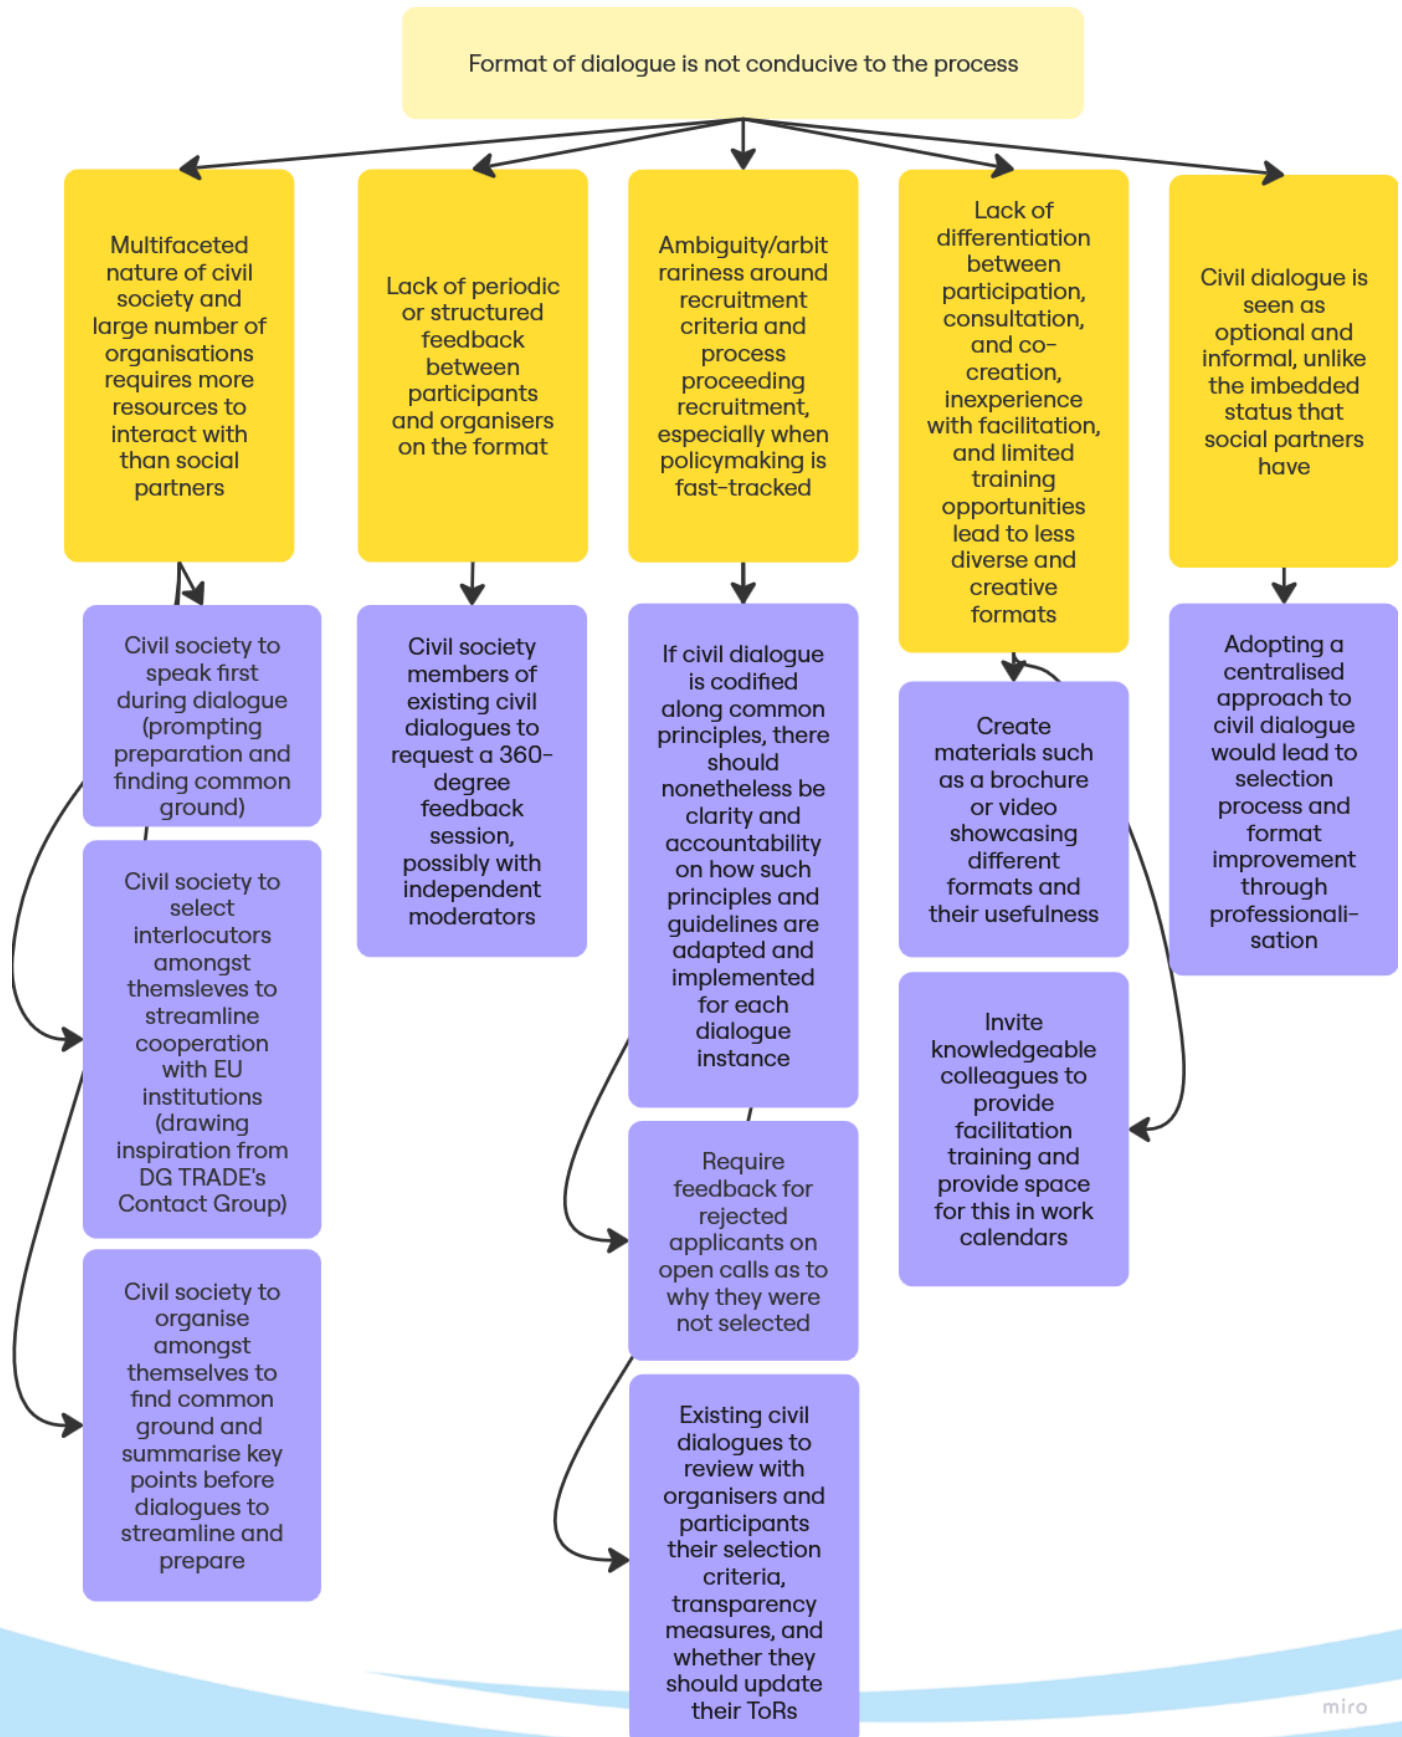 Format of dialogue is not conducive to the process
Multifaceted
nature of civil
society and
large number of
organisations
requires more
resources to
interact with
than social
partners
Lack of periodic
or structured
feedback
between
participants
and organisers
on the format
Ambiguity/arbit
rariness around
recruitment
criteria and
process
proceeding
recruitment,
especially when
policymaking is
fast-tracked
Lack of
differentiation
between
participation,
consultation,
and co-
creation,
inexperience
with facilitation,
and limited
training
opportunities
lead to less
diverse and
creative
formats
Civil dialogue is
seen as
optional and
informal, unlike
the imbedded
status that
social partners
have
Civil society to
speak first
during dialogue
(prompting
preparation and
finding common
ground)
Civil society to
select
interlocutors
amongst
themsleves to
streamline
cooperation
with EU
institutions
(drawing
inspiration from
DG TRADE's
Contact Group)
Civil society to
organise
amongst
themselves to
find common
ground and
summarise key
points before
dialogues to
streamline and
prepare
Civil society
members of
existing civil
dialogues to
request a 360-
degree
feedback
session,
possibly with
independent
moderators
If civil dialogue
is codified
along common
principles, there
should
nonetheless be
clarity and
accountability
on how such
principles and
guidelines are
adapted and
implemented
for each
dialogue
instance
Require
feedback for
rejected
applicants on
open calls as to
why they were
not selected
Existing civil
dialogues to
review with
organisers and
participants
their selection
criteria,
transparency
measures, and
whether they
should update
their ToRs
Create
materials such
as a brochure
or video
showcasing
different
formats and
their usefulness
Invite
knowledgeable
colleagues to
provide
facilitation
training and
provide space
for this in work
calendars
Adopting a
centralised
approach to
civil dialogue
would lead to
selection
process and
format
improvement
through
professionali-
sation
miro